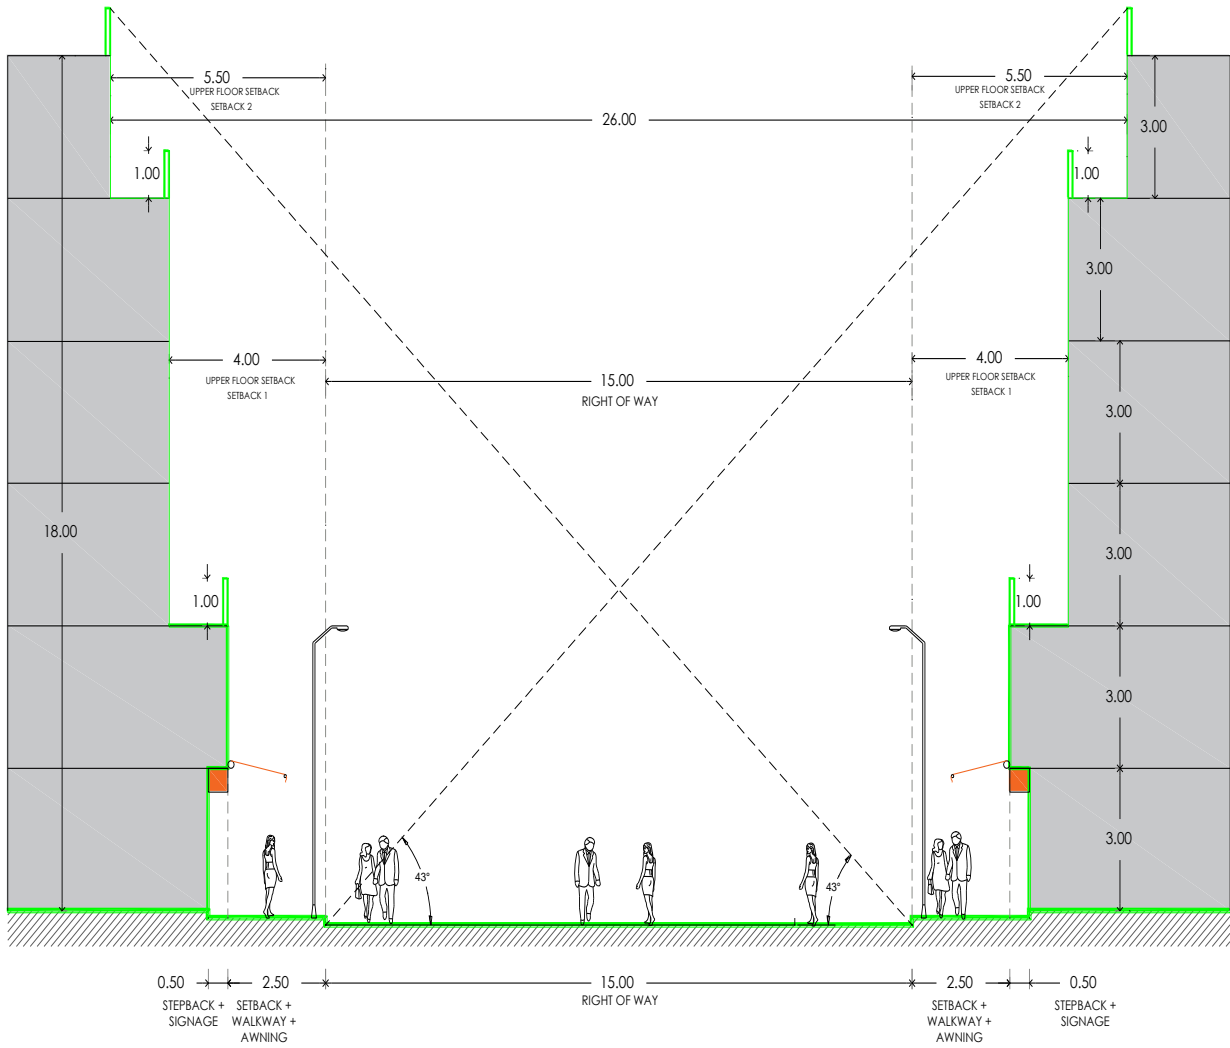 5.50
UPPER FLOOR SETBACK
SETBACK 2
5.50
UPPER FLOOR SETBACK
SETBACK 2
26.00
3.00
1.00
1.00
3.00
4.00
UPPER FLOOR SETBACK
SETBACK 1
15.00
RIGHT OF WAY
4.00
UPPER FLOOR SETBACK
SETBACK 1
3.00
18.00
3.00
1.00
1.00
3.00
3.00
43°
43°
0.50
STEPBACK +
SIGNAGE
2.50
SETBACK +
WALKWAY +
AWNING
15.00
RIGHT OF WAY
2.50
SETBACK +
WALKWAY +
AWNING
0.50
STEPBACK +
SIGNAGE